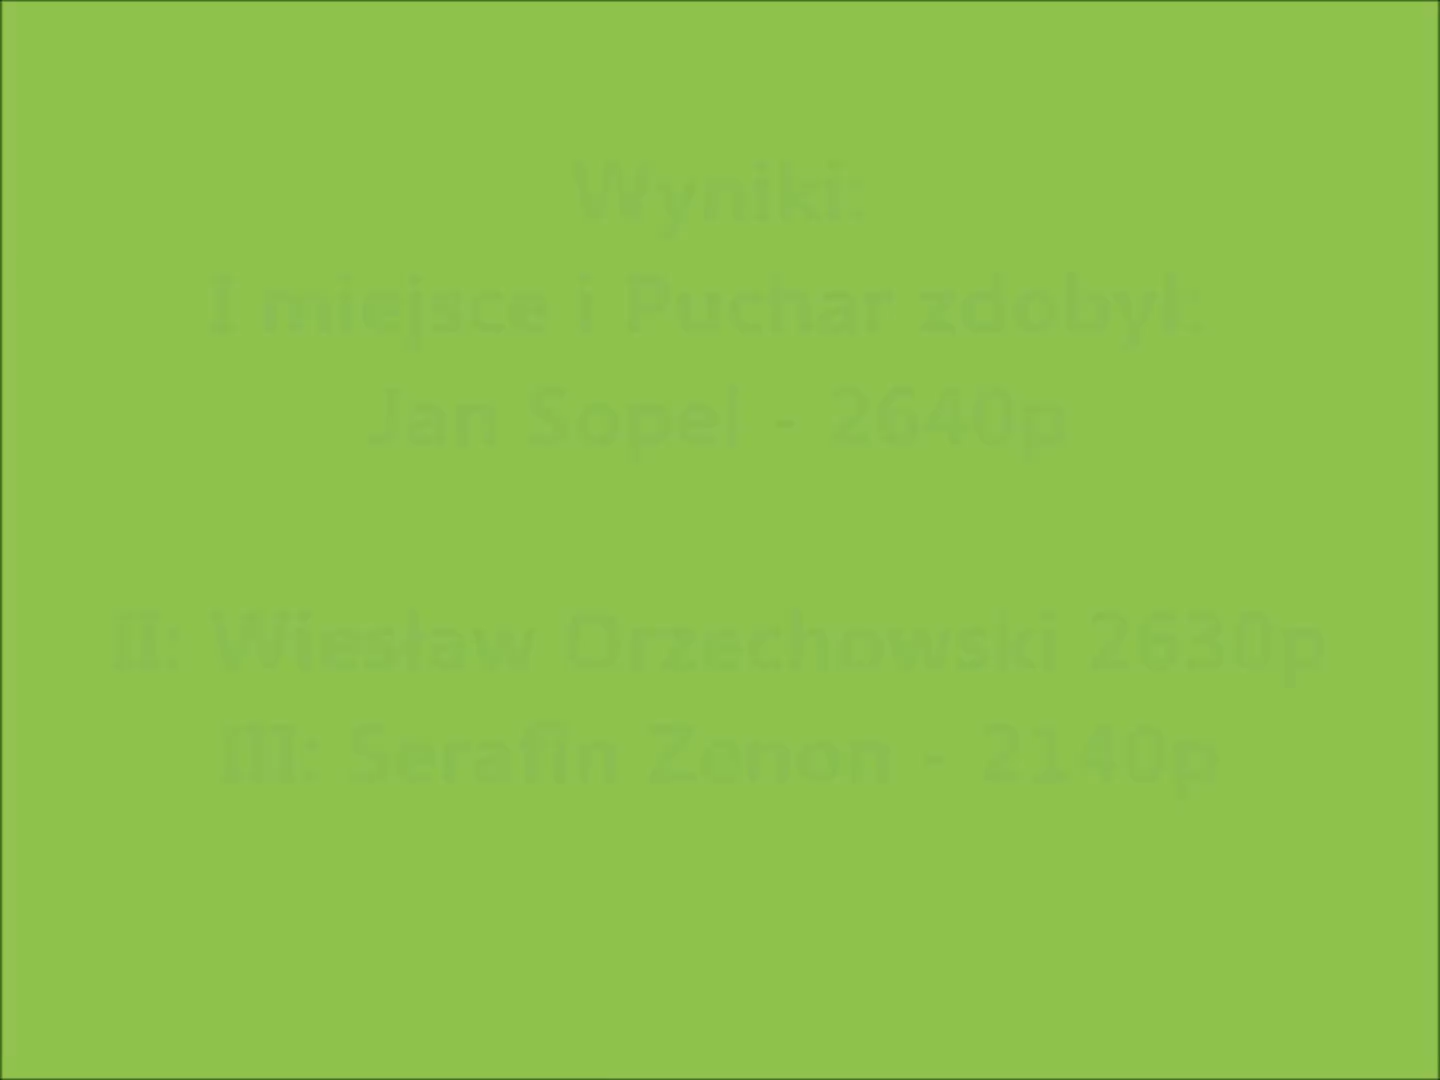 Wyniki:
I miejsce i Puchar zdobył:
Jan Sopel - 2640p
II: Wiesław Orzechowski 2630p
III: Serafin Zenon - 2140p